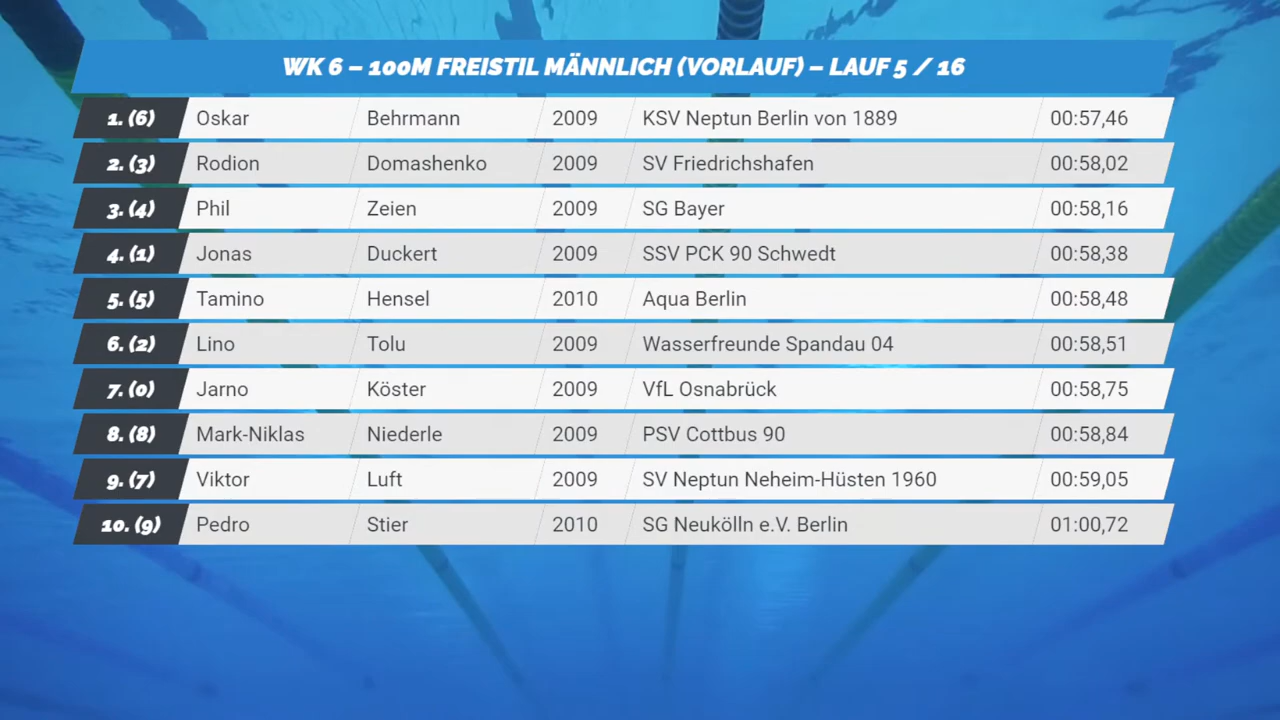 WK 6 – 100M FREISTIL MÄNNLICH (VORLAUF) – LAUF 5 / 16
1. (6) Oskar Behrmann 2009 KSV Neptun Berlin von 1889 00:57,46
2. (3) Rodion Domashenko 2009 SV Friedrichshafen 00:58,02
3. (4) Phil Zeien 2009 SG Bayer 00:58,16
4. (1) Jonas Duckert 2009 SSV PCK 90 Schwedt 00:58,38
5. (5) Tamino Hensel 2010 Aqua Berlin 00:58,48
6. (2) Lino Tolu 2009 Wasserfreunde Spandau 04 00:58,51
7. (0) Jarno Köster 2009 VfL Osnabrück 00:58,75
8. (8) Mark-Niklas Niederle 2009 PSV Cottbus 90 00:58,84
9. (7) Viktor Luft 2009 SV Neptun Neheim-Hüsten 1960 00:59,05
10. (9) Pedro Stier 2010 SG Neukölln e.V. Berlin 01:00,72